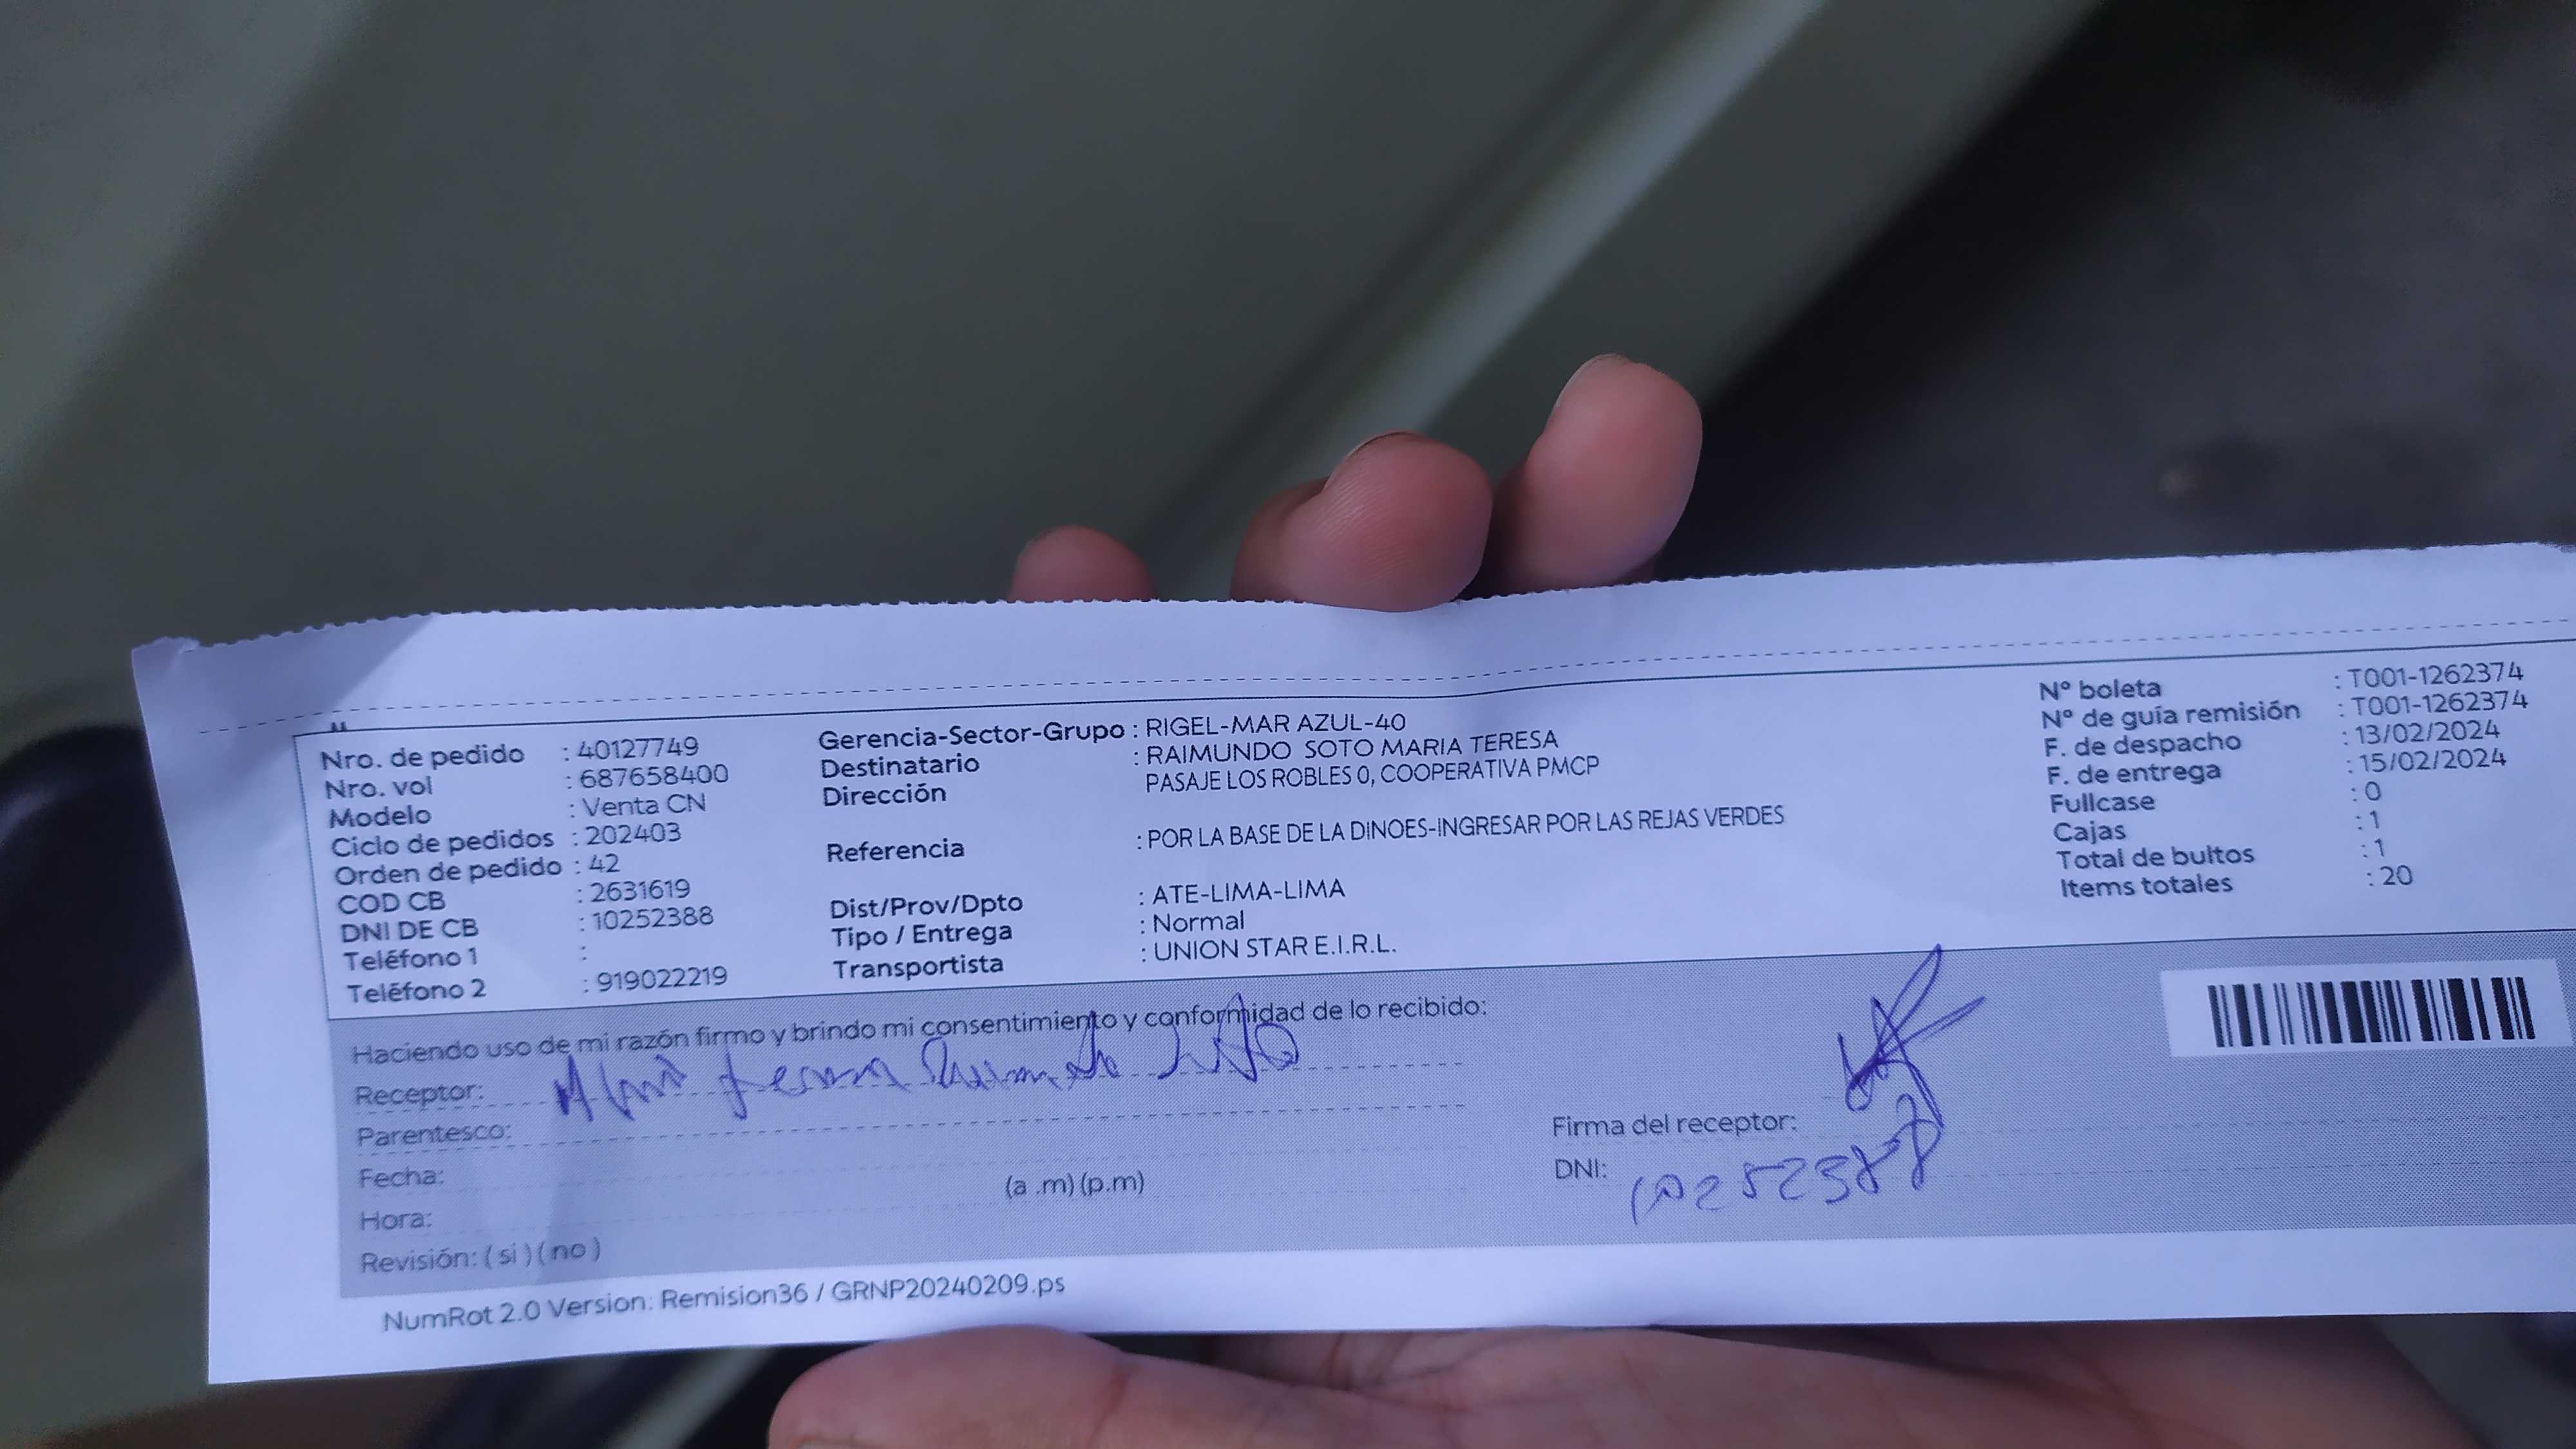 Nro. de pedido : 40127749
Nro. vol : 687658400
Modelo : Venta CN
Ciclo de pedidos : 202403
Orden de pedido : 42
COD CB : 2631619
DNI DE CB : 10252388
Teléfono 1 :
Teléfono 2 : 919022219
Gerencia-Sector-Grupo : RIGEL-MAR AZUL-40
Destinatario : RAIMUNDO SOTO MARIA TERESA
Dirección PASAJE LOS ROBLES 0, COOPERATIVA PMCP
Referencia : POR LA BASE DE LA DINOES-INGRESAR POR LAS REJAS VERDES
Dist/Prov/Dpto : ATE-LIMA-LIMA
Tipo / Entrega : Normal
Transportista : UNION STAR E.I.R.L.
N° boleta : T001-1262374
N° de guía remisión : T001-1262374
F. de despacho : 13/02/2024
F. de entrega : 15/02/2024
Fullcase : 0
Cajas : 1
Total de bultos : 1
Items totales : 20
Haciendo uso de mi razón firmo y brindo mi consentimiento y conformidad de lo recibido:
Receptor:
Parentesco:
Fecha:
Hora: (a .m) (p.m)
Revisión: ( si ) ( no )
Firma del receptor:
DNI: 10252388
NumRot 2.0 Version: Remision36 / GRNP20240209.ps